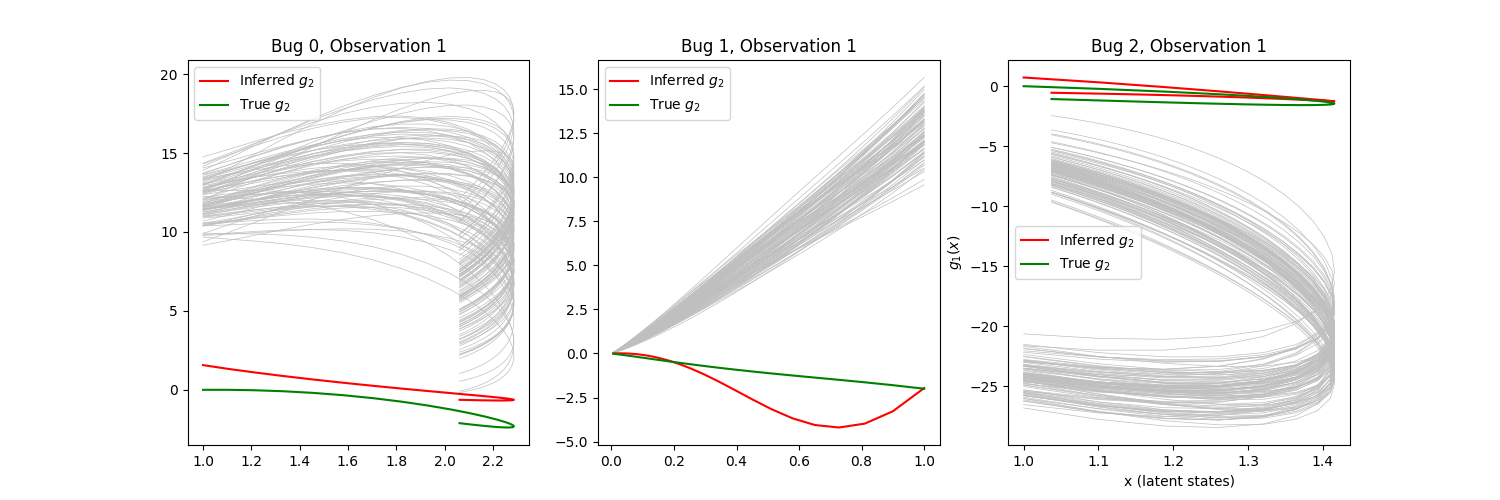 Bug 0, Observation 1
Inferred g₂
True g₂
20
15
10
5
0
1.0 1.2 1.4 1.6 1.8 2.0 2.2
Bug 1, Observation 1
Inferred g₂
True g₂
15.0
12.5
10.0
7.5
5.0
2.5
0.0
−2.5
−5.0
0.0 0.2 0.4 0.6 0.8 1.0
Bug 2, Observation 1
Inferred g₂
True g₂
0
−5
−10
−15
−20
−25
g₁(x)
1.0 1.1 1.2 1.3 1.4
x (latent states)